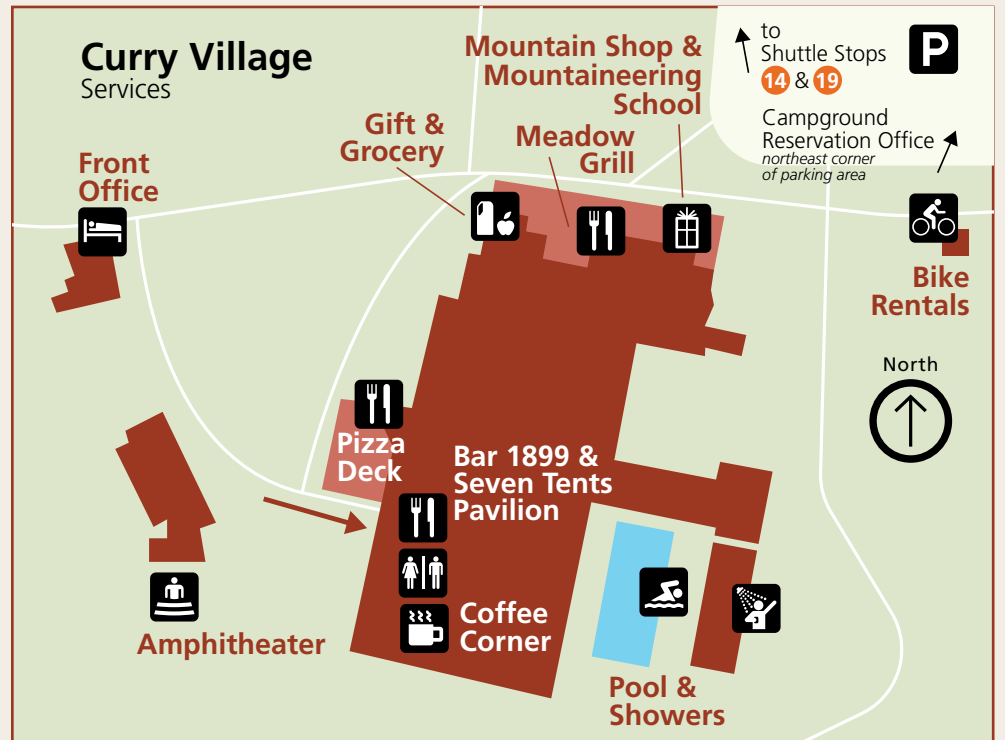 Curry Village
Services
Mountain Shop &
Mountaineering
School
to
Shuttle Stops
14 & 19
P
Campground
Reservation Office
northeast corner
of parking area
Gift &
Grocery
Meadow
Grill
Front
Office
Bike
Rentals
North
Pizza
Deck
Bar 1899 &
Seven Tents
Pavilion
Coffee
Corner
Amphitheater
Pool &
Showers